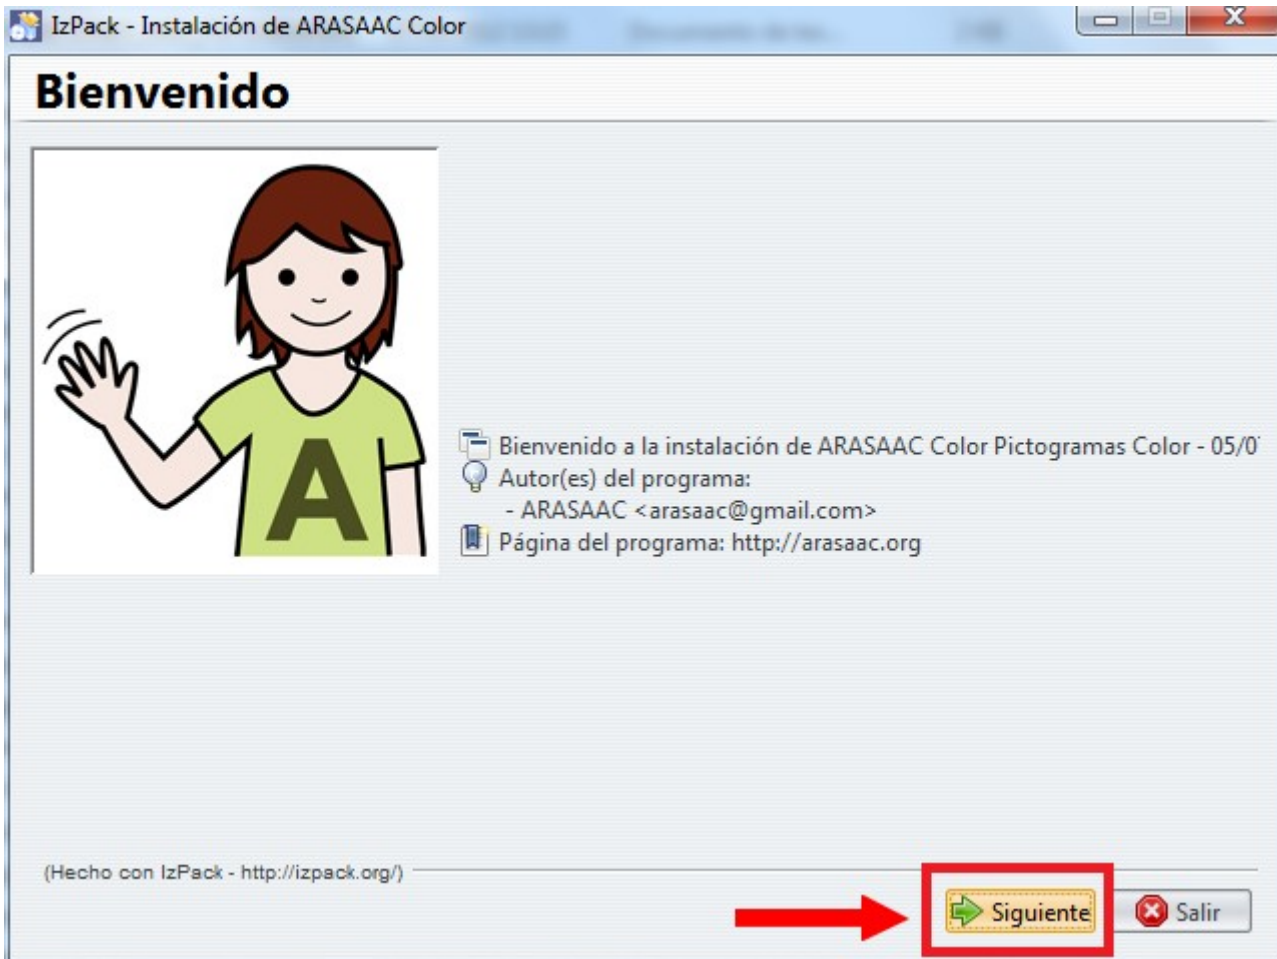 IzPack - Instalación de ARASAAC Color
Bienvenido
A
Bienvenido a la instalación de ARASAAC Color Pictogramas Color - 05/0
Autor(es) del programa:
- ARASAAC <arasaac@gmail.com>
Página del programa: http://arasaac.org
(Hecho con IzPack - http://izpack.org/)
Siguiente
Salir